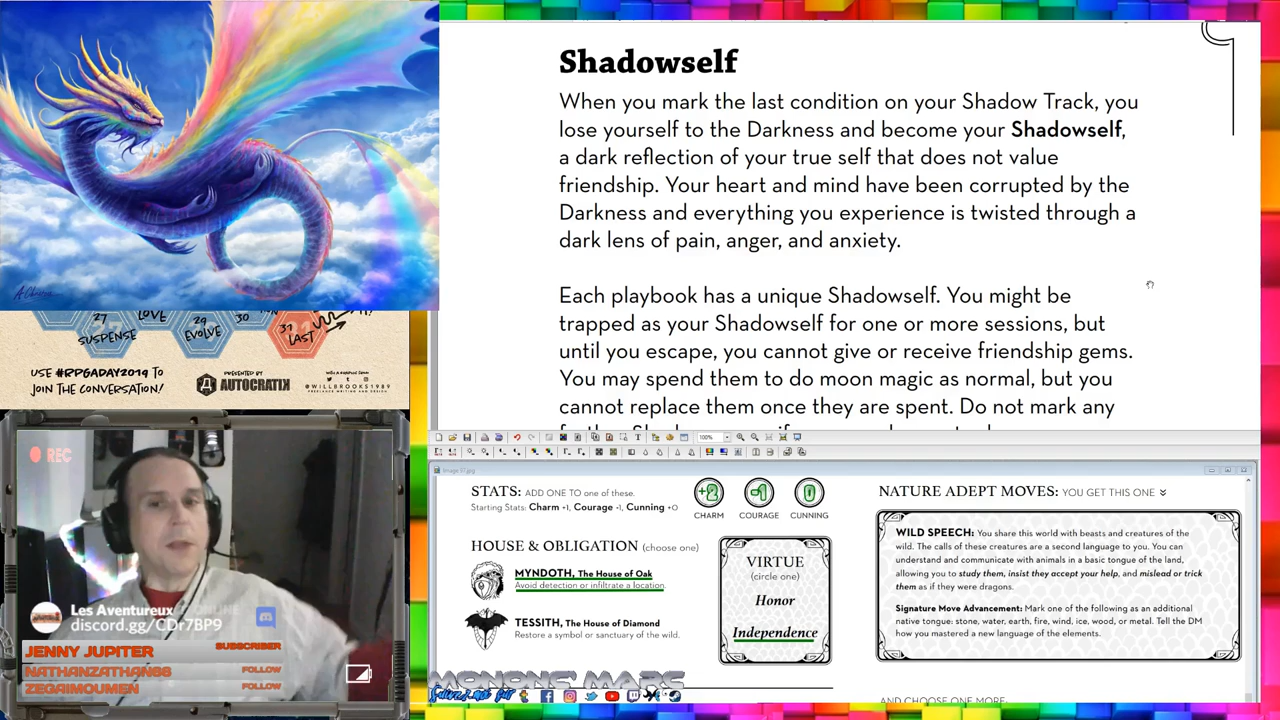 Shadowself
When you mark the last condition on your Shadow Track, you
lose yourself to the Darkness and become your Shadowself,
a dark reflection of your true self that does not value
friendship. Your heart and mind have been corrupted by the
Darkness and everything you experience is twisted through a
dark lens of pain, anger, and anxiety.
Each playbook has a unique Shadowself. You might be
trapped as your Shadowself for one or more sessions, but
until you escape, you cannot give or receive friendship gems.
You may spend them to do moon magic as normal, but you
cannot replace them once they are spent. Do not mark any
27
SUSPENSE
LOVE
29
EVOLVE
30
31
LAST
USE #RPGADAY2019 TO
JOIN THE CONVERSATION!
PRESENTED BY
AUTOCRATIK
@WILLBROOKS1989
REC
Les Aventureux // ONLINE
discord.gg/CDr7BP9
JENNY JUPITER SUBSCRIBER
NATHANZATHAN66 FOLLOW
ZEGAIMOUMEN FOLLOW
100%
STATS: ADD ONE TO one of these.
Starting Stats: Charm +1, Courage -1, Cunning +0
+2
-1
0
CHARM
COURAGE
CUNNING
HOUSE & OBLIGATION (choose one)
MYNDOTH, The House of Oak
Avoid detection or infiltrate a location.
TESSITH, The House of Diamond
Restore a symbol or sanctuary of the wild.
VIRTUE
(circle one)
Honor
Independence
NATURE ADEPT MOVES: YOU GET THIS ONE
WILD SPEECH: You share this world with beasts and creatures of the
wild. The calls of these creatures are a second language to you. You can
understand and communicate with animals in a basic tongue of the land,
allowing you to study them, insist they accept your help, and mislead or trick
them as if they were dragons.
Signature Move Advancement: Mark one of the following as an additional
native tongue: stone, water, earth, fire, wind, ice, wood, or metal. Tell the DM
how you mastered a new language of the elements.
AND CHOOSE ONE MORE:
MONONS' MARS